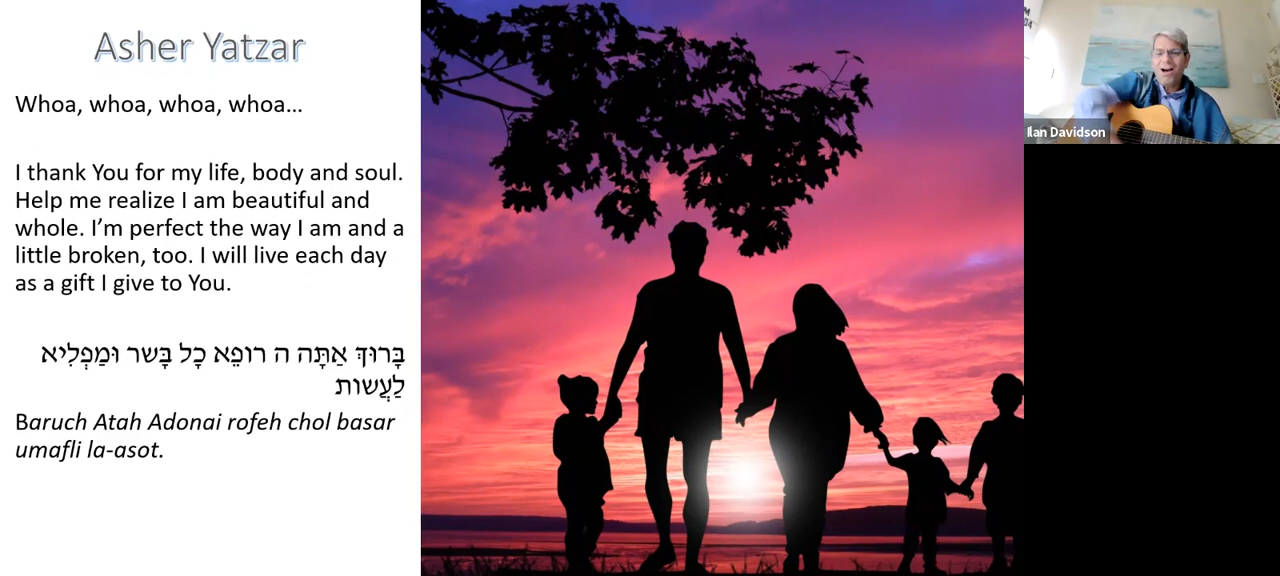 Asher Yatzar
Whoa, whoa, whoa, whoa...
I thank You for my life, body and soul.
Help me realize I am beautiful and
whole. I'm perfect the way I am and a
little broken, too. I will live each day
as a gift I give to You.
בָּרוּךְ אַתָּה ה רוֹפֵא כָל בָּשר וּמַפְלִיא
לַעֲשות
Baruch Atah Adonai rofeh chol basar
umafli la-asot.
Ilan Davidson